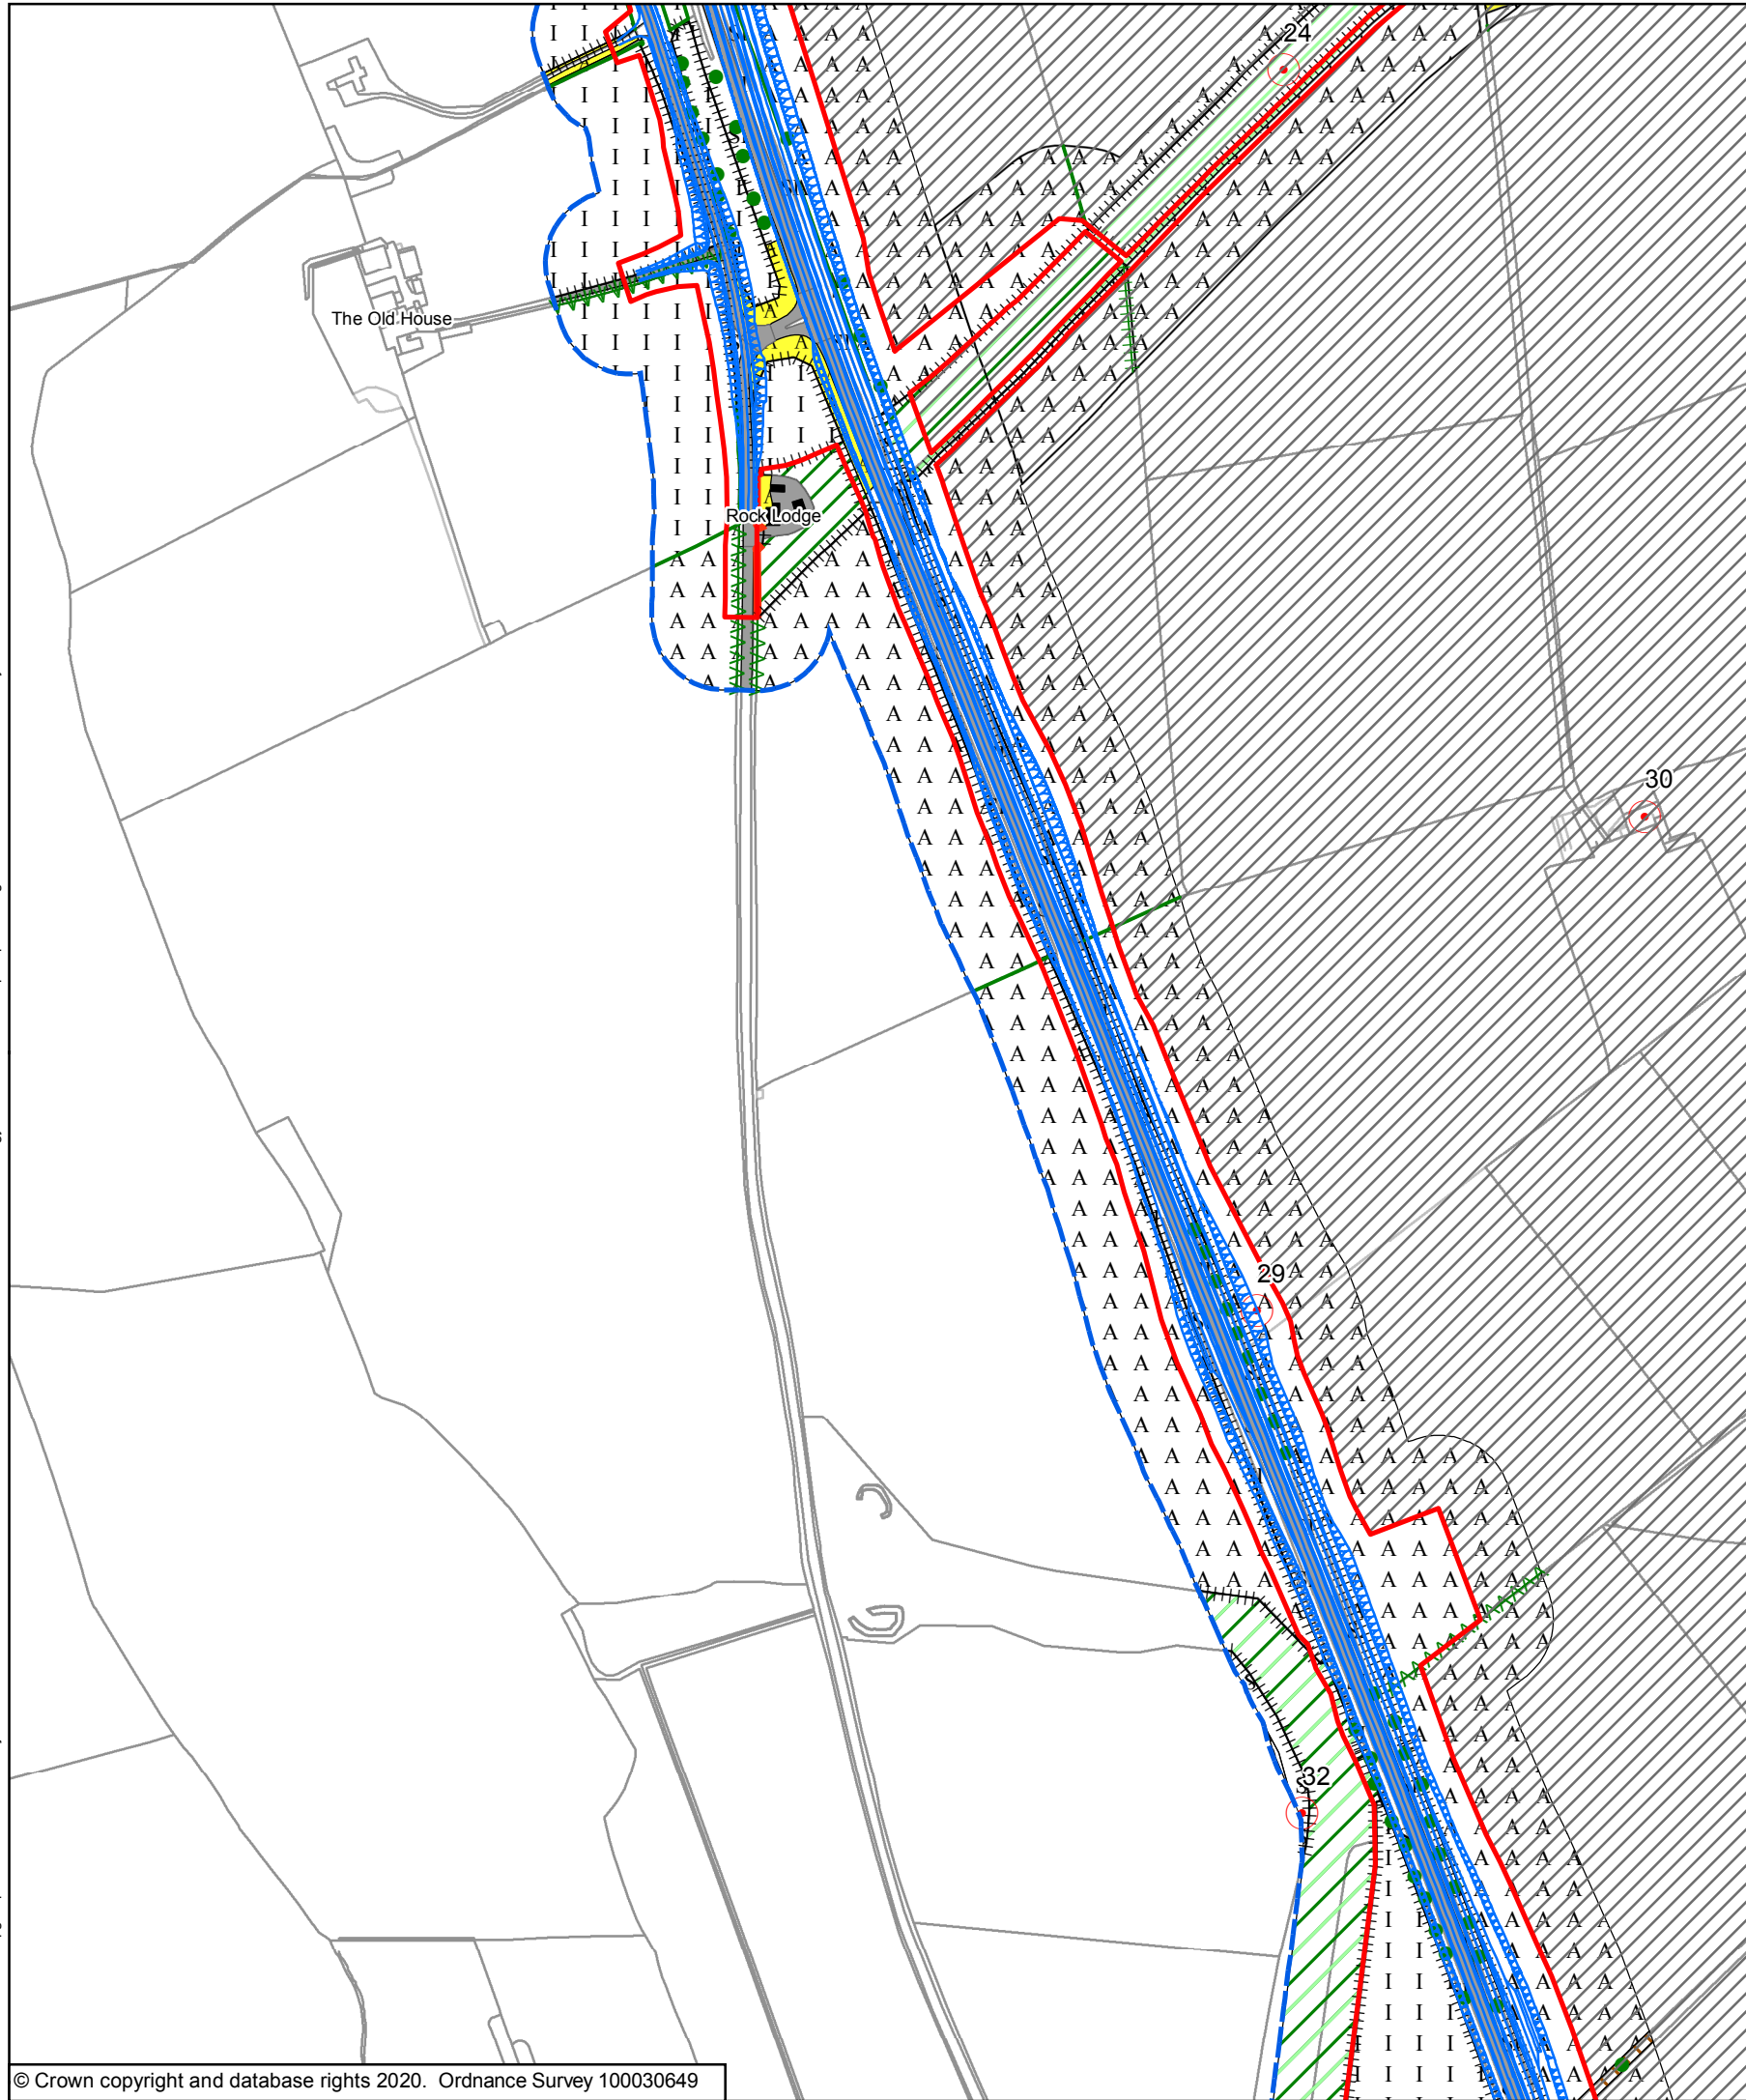 24
The Old House
Rock Lodge
30
29
32
© Crown copyright and database rights 2020. Ordnance Survey 100030649